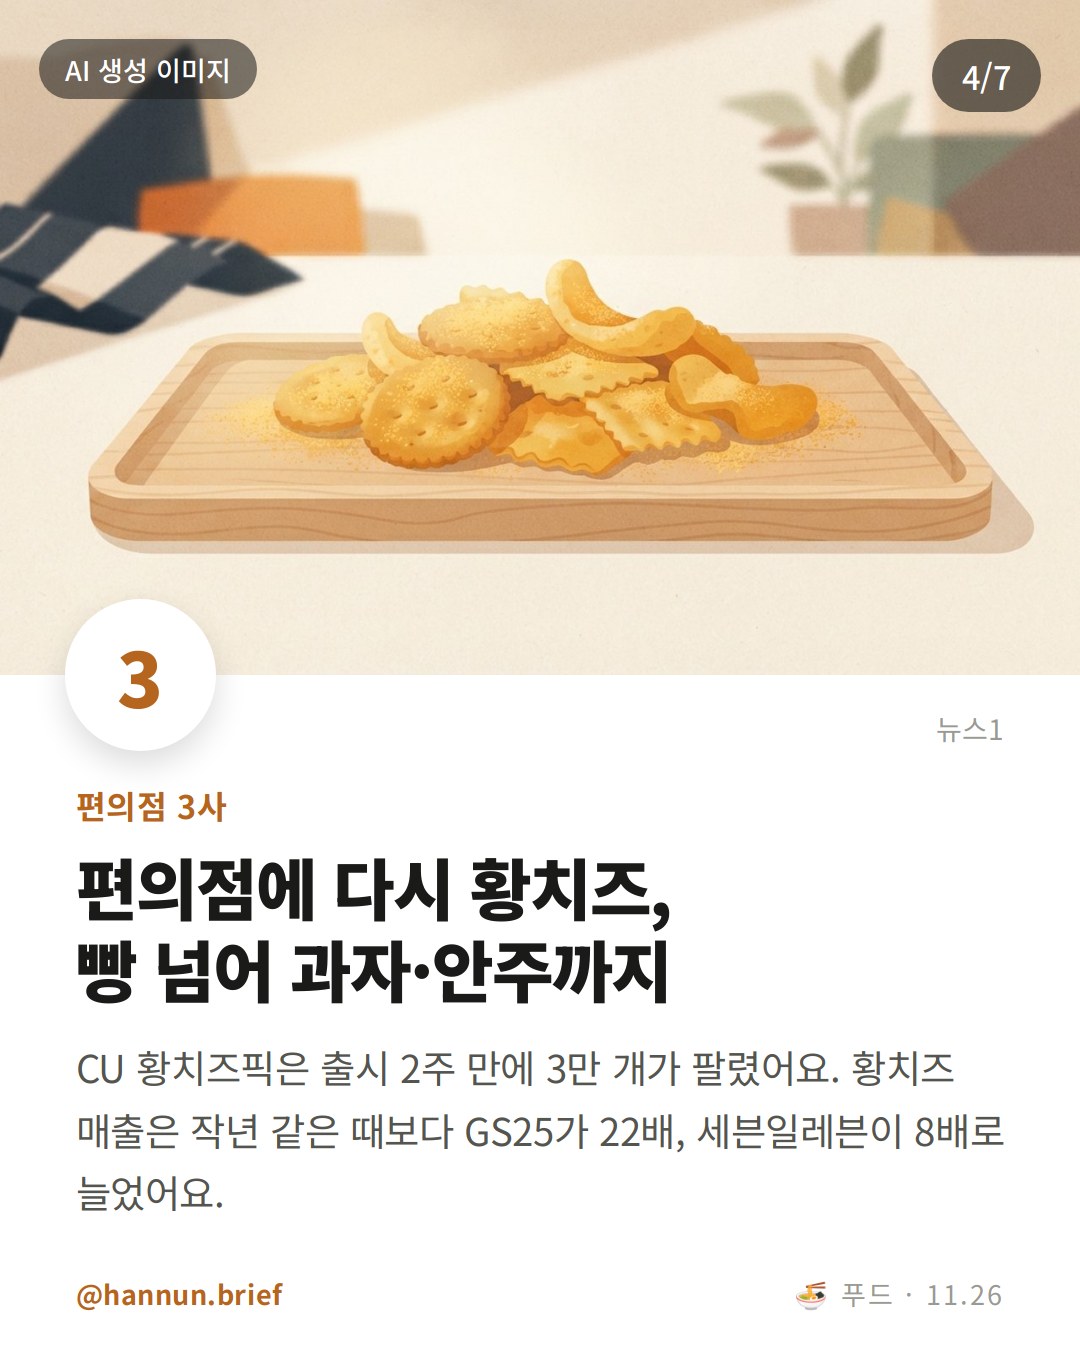 AI 생성 이미지
4/7
3
뉴스1
편의점 3사
편의점에 다시 황치즈,
빵 넘어 과자·안주까지
CU 황치즈픽은 출시 2주 만에 3만 개가 팔렸어요. 황치즈
매출은 작년 같은 때보다 GS25가 22배, 세븐일레븐이 8배로
늘었어요.
@hannun.brief
푸드 · 11.26